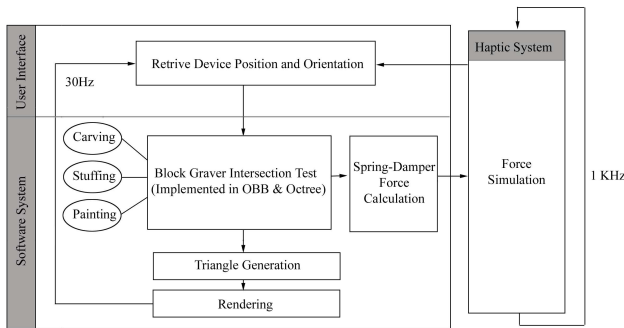 User Interface
Software System
Retrive Device Position and Orientation
30Hz
Carving
Stuffing
Painting
Block Graver Intersection Test
(Implemented in OBB & Octree)
Spring-Damper
Force
Calculation
Triangle Generation
Rendering
Haptic System
Force
Simulation
1 KHz